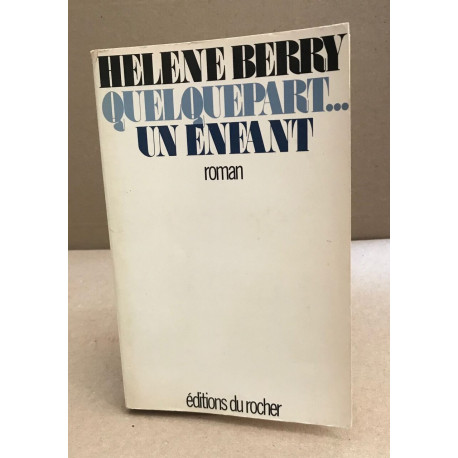 HELENE BERRY
QUELQUEPART...
UN ENFANT
roman
éditions du rocher